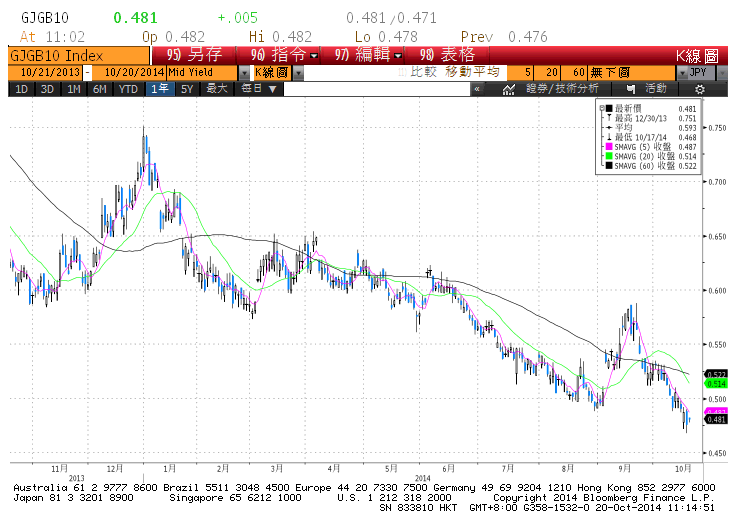 GJGB10 0.481 +.005 0.481 /0.471
At 11:02 Op 0.482 Hi 0.482 Lo 0.478 Prev 0.476
GJGB10 Index 95) 另存 96) 指令 97) 編輯 98) 表格 K線圖
10/21/2013 - 10/20/2014 Mid Yield K線圖 比較 移動平均 5 20 60 無下圖 JPY
1D 3D 1M 6M YTD 1年 5Y 最大 每日 ▼ « 證券/技術分析 活動
最新價 0.481
最高 12/30/13 0.751
平均 0.593
最低 10/17/14 0.468
SMAVG (5) 收盤 0.487
SMAVG (20) 收盤 0.514
SMAVG (60) 收盤 0.522
0.750
0.700
0.650
0.600
0.550
0.522
0.514
0.500
0.487
0.481
0.450
11月 12月 1月 2月 3月 4月 5月 6月 7月 8月 9月 10月
2013 2014
Australia 61 2 9777 8600 Brazil 5511 3048 4500 Europe 44 20 7330 7500 Germany 49 69 9204 1210 Hong Kong 852 2977 6000
Japan 81 3 3201 8900 Singapore 65 6212 1000 U.S. 1 212 318 2000 Copyright 2014 Bloomberg Finance L.P.
SN 833810 HKT GMT+8:00 G358-1532-0 20-Oct-2014 11:14:51